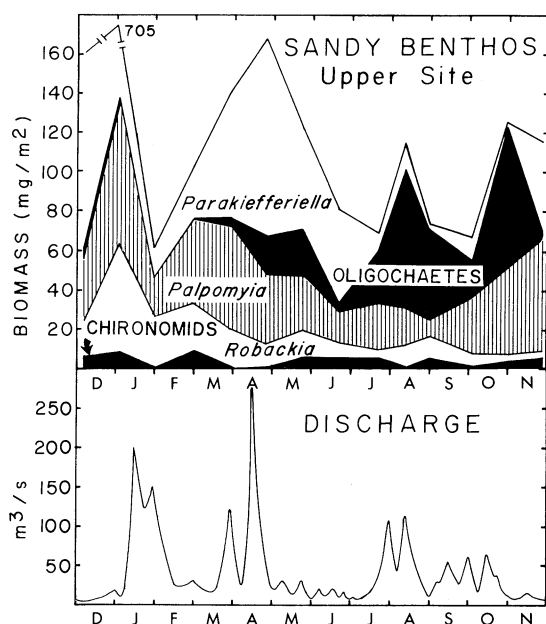 705
SANDY BENTHOS
Upper Site
BIOMASS (mg/m2)
160
140
120
100
80
60
40
20
Parakiefferiella
OLIGOCHAETES
Palpomyia
CHIRONOMIDS
Robackia
D J F M A M J J A S O N
DISCHARGE
m3/s
250
200
150
100
50
D J F M A M J J A S O N